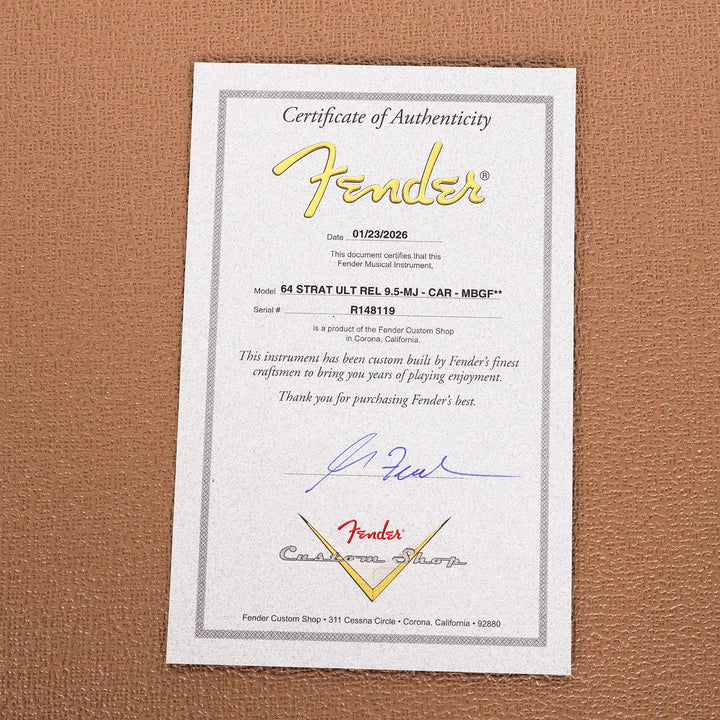 Certificate of Authenticity
Fender®
Date 01/23/2026
This document certifies that this
Fender Musical Instrument,
Model 64 STRAT ULT REL 9.5-MJ - CAR - MBGF**
Serial # R148119
is a product of the Fender Custom Shop
in Corona, California.
This instrument has been custom built by Fender's finest
craftsmen to bring you years of playing enjoyment.
Thank you for purchasing Fender's best.
Fender
Custom Shop
Fender Custom Shop • 311 Cessna Circle • Corona, California • 92880